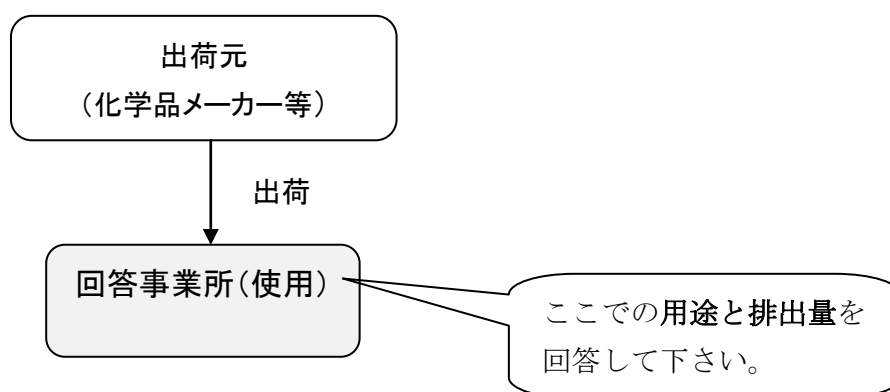 出荷元
（化学品メーカー等）
出荷
回答事業所（使用）
ここでの用途と排出量を
回答して下さい。